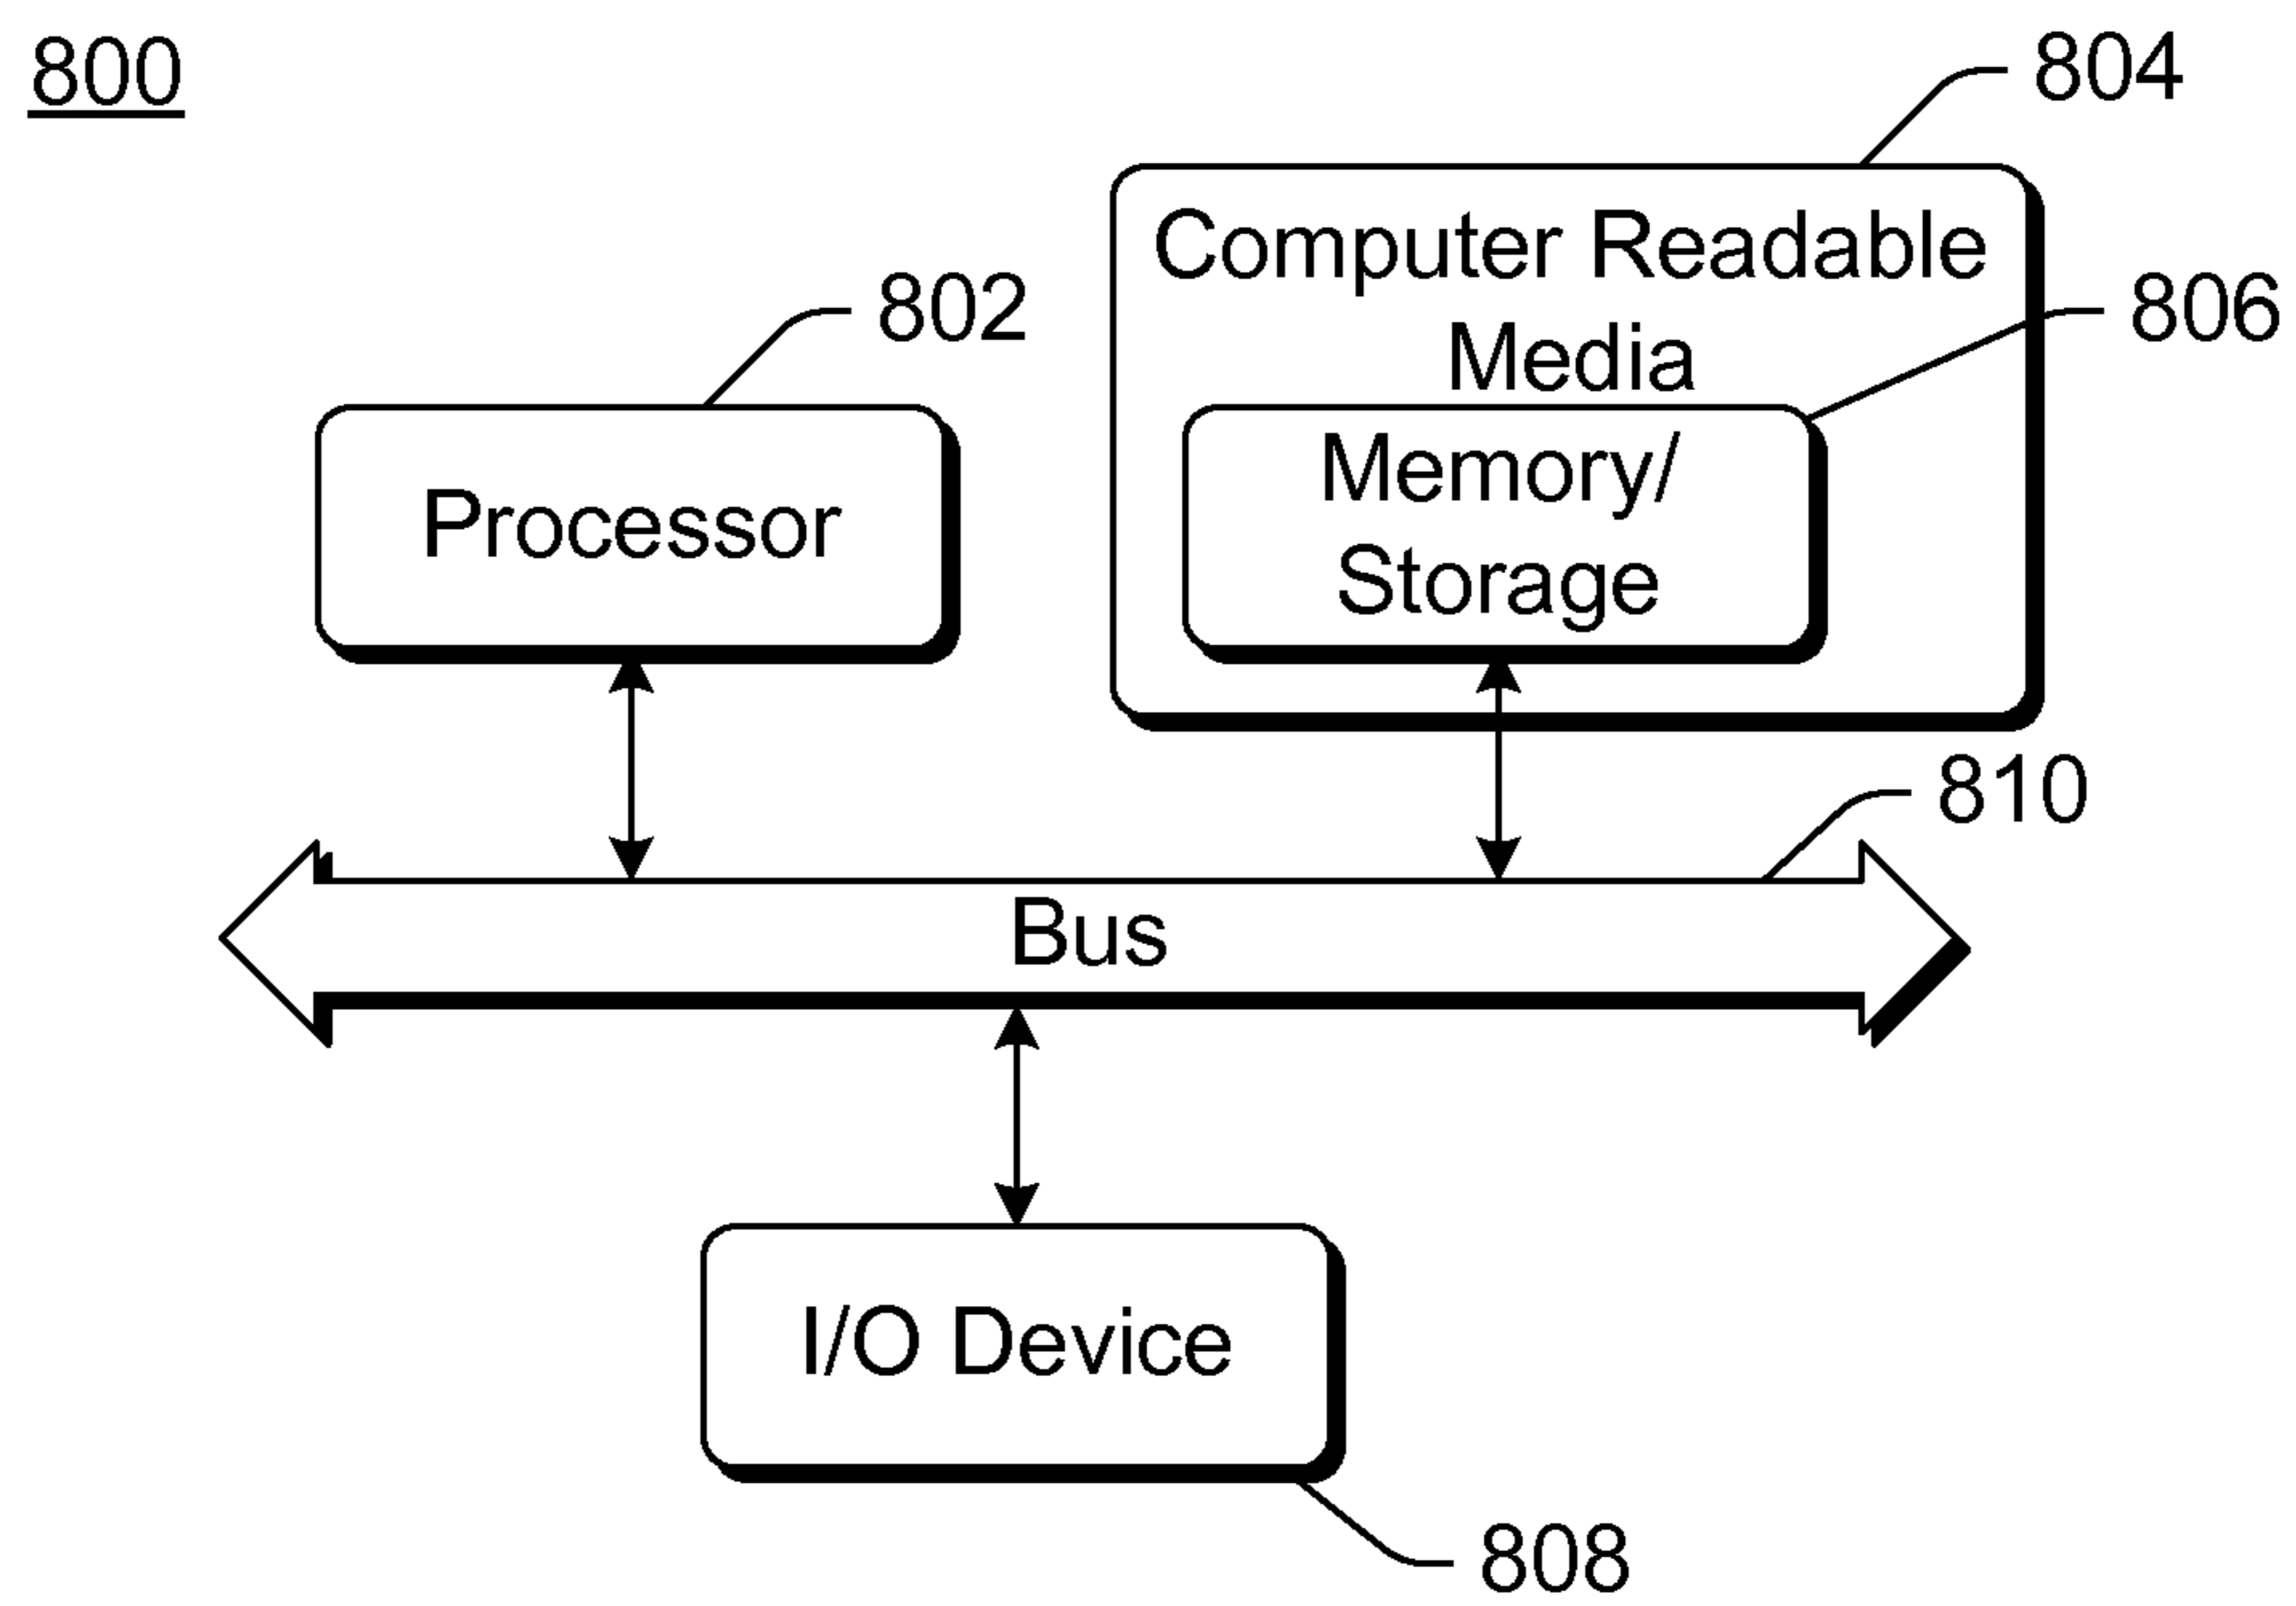 800
804
Computer Readable
Media
802
806
Memory/
Storage
Processor
810
Bus
I/O Device
808